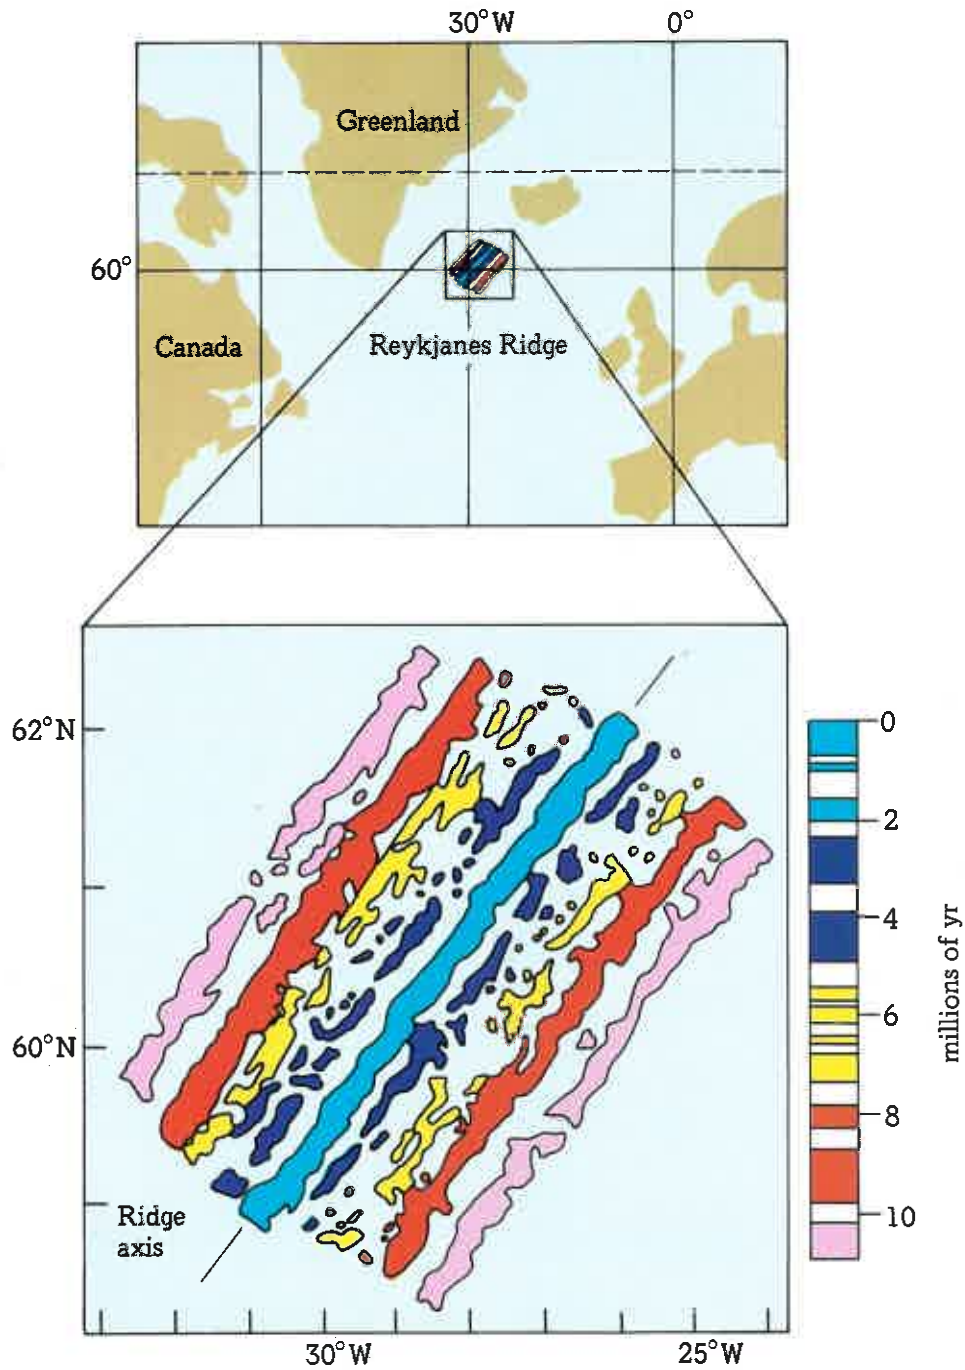 30°W 0°
Greenland
60°
Canada
Reykjanes Ridge
62°N
60°N
Ridge
axis
30°W 25°W
0
2
4
6
8
10
millions of yr